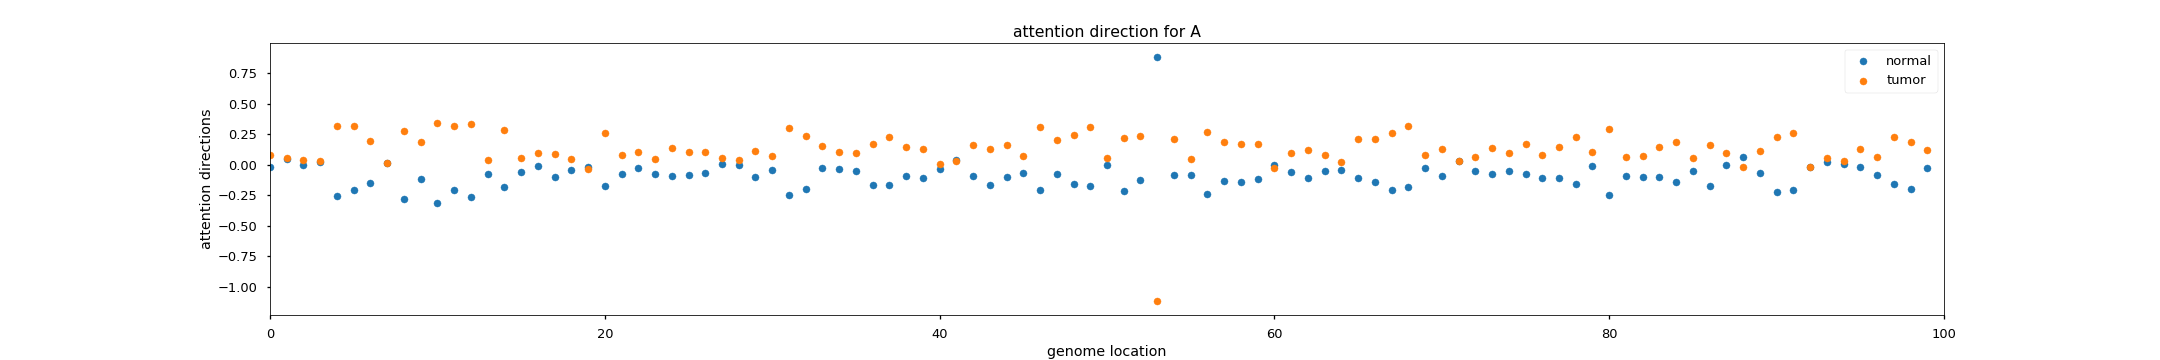 attention direction for A
normal
tumor
attention directions
0.75
0.50
0.25
0.00
−0.25
−0.50
−0.75
−1.00
0 20 40 60 80 100
genome location